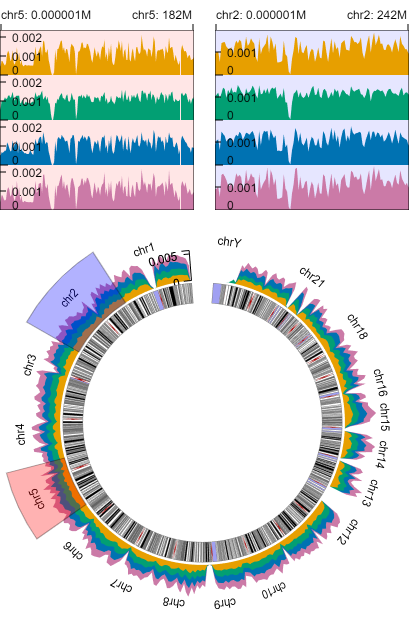 chr5: 0.000001M chr5: 182M chr2: 0.000001M chr2: 242M
0.002
0.001
0
0.002
0.001
0
0.002
0.001
0
0.002
0.001
0
0.001
0
0.001
0
0.001
0
0.001
0
chr1
0.005
0
chrY
chr21
chr2
chr18
chr3
chr16
chr15
chr4
chr14
chr5
chr13
chr12
chr6
chr7
chr10
chr8
chr9